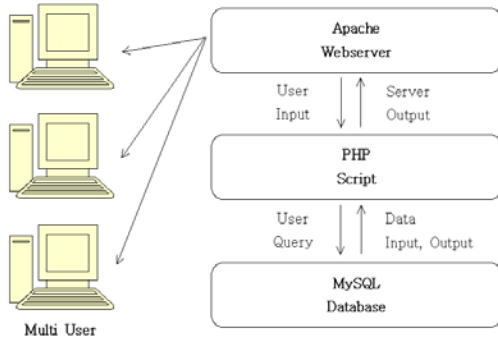 Apache
Webserver
User
Input
Server
Output
PHP
Script
User
Query
Data
Input, Output
MySQL
Database
Multi User